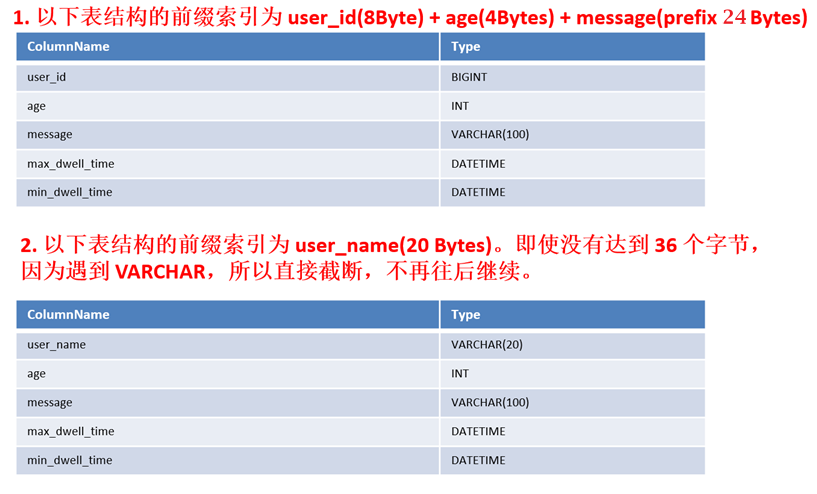 1. 以下表结构的前缀索引为 user_id(8Byte) + age(4Bytes) + message(prefix 24 Bytes)
ColumnName Type
user_id BIGINT
age INT
message VARCHAR(100)
max_dwell_time DATETIME
min_dwell_time DATETIME
2. 以下表结构的前缀索引为 user_name(20 Bytes)。即使没有达到 36 个字节，
因为遇到 VARCHAR，所以直接截断，不再往后继续。
ColumnName Type
user_name VARCHAR(20)
age INT
message VARCHAR(100)
max_dwell_time DATETIME
min_dwell_time DATETIME